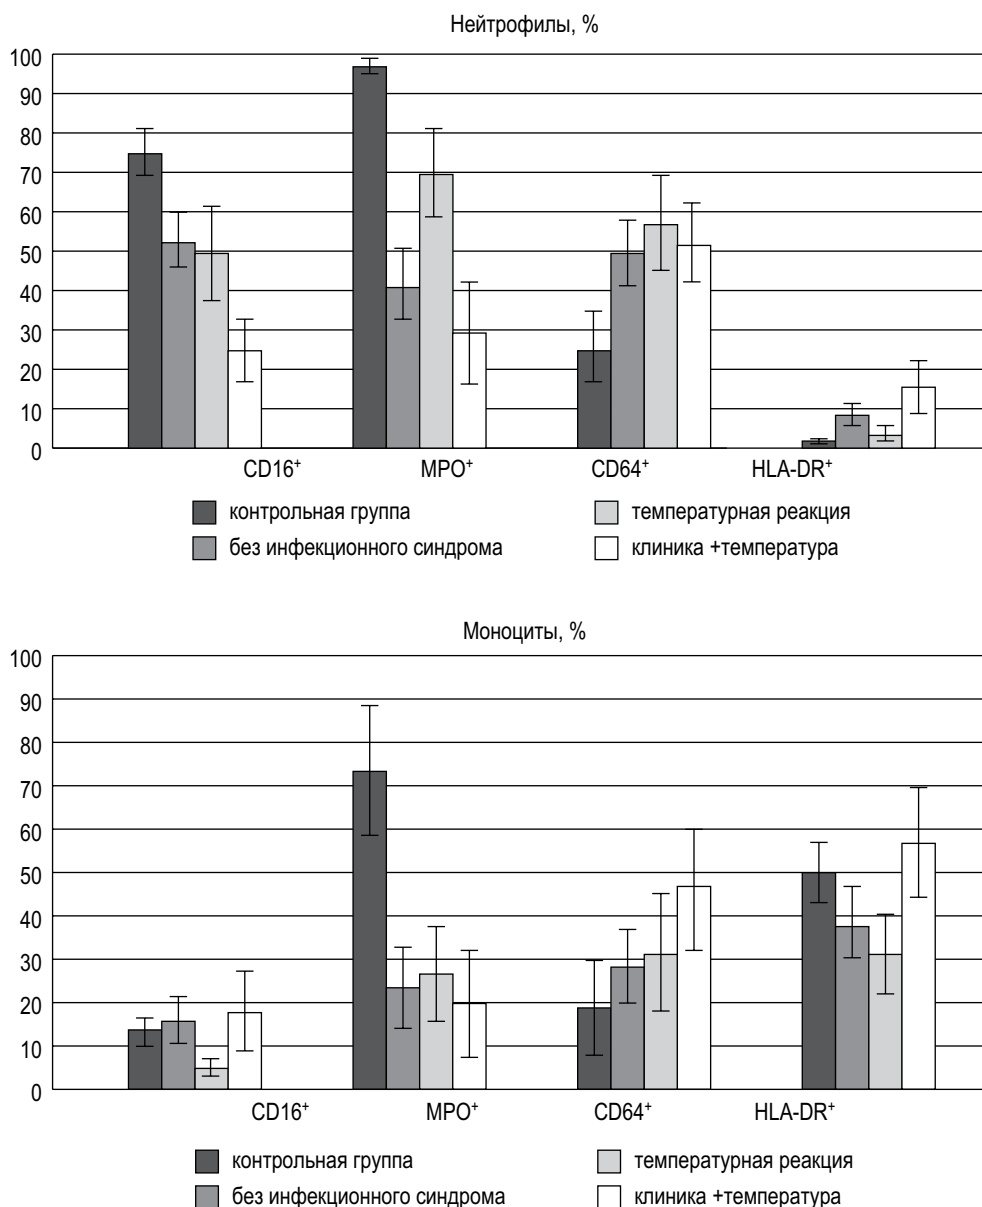 Нейтрофилы, %
100
90
80
70
60
50
40
30
20
10
0
CD16⁺ MPO⁺ CD64⁺ HLA-DR⁺
контрольная группа температурная реакция
без инфекционного синдрома клиника +температура
Моноциты, %
100
90
80
70
60
50
40
30
20
10
0
CD16⁺ MPO⁺ CD64⁺ HLA-DR⁺
контрольная группа температурная реакция
без инфекционного синдрома клиника +температура